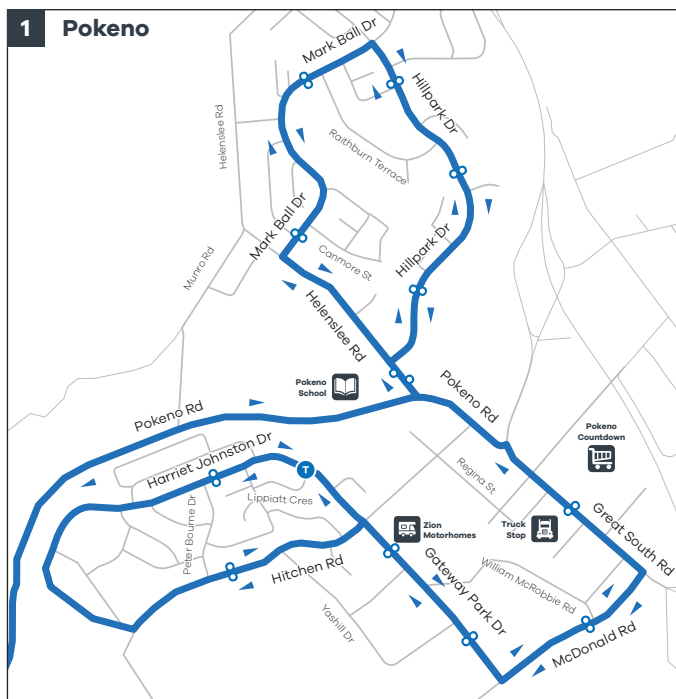 1 Pokeno
Mark Ball Dr
Hillpark Dr
Helenslee Rd
Raithburn Terrace
Mark Ball Dr
Munro Rd
Canmore St
Hillpark Dr
Helenslee Rd
Pokeno
School
Pokeno Rd
Pokeno Rd
Pokeno
Countdown
Harriet Johnston Dr
T
Regina St
Lippiatt Cres
Peter Bourne Dr
Zion
Motorhomes
Truck
Stop
Great South Rd
Hitchen Rd
Gateway Park Dr
William McRobbie Rd
Yashill Dr
McDonald Rd